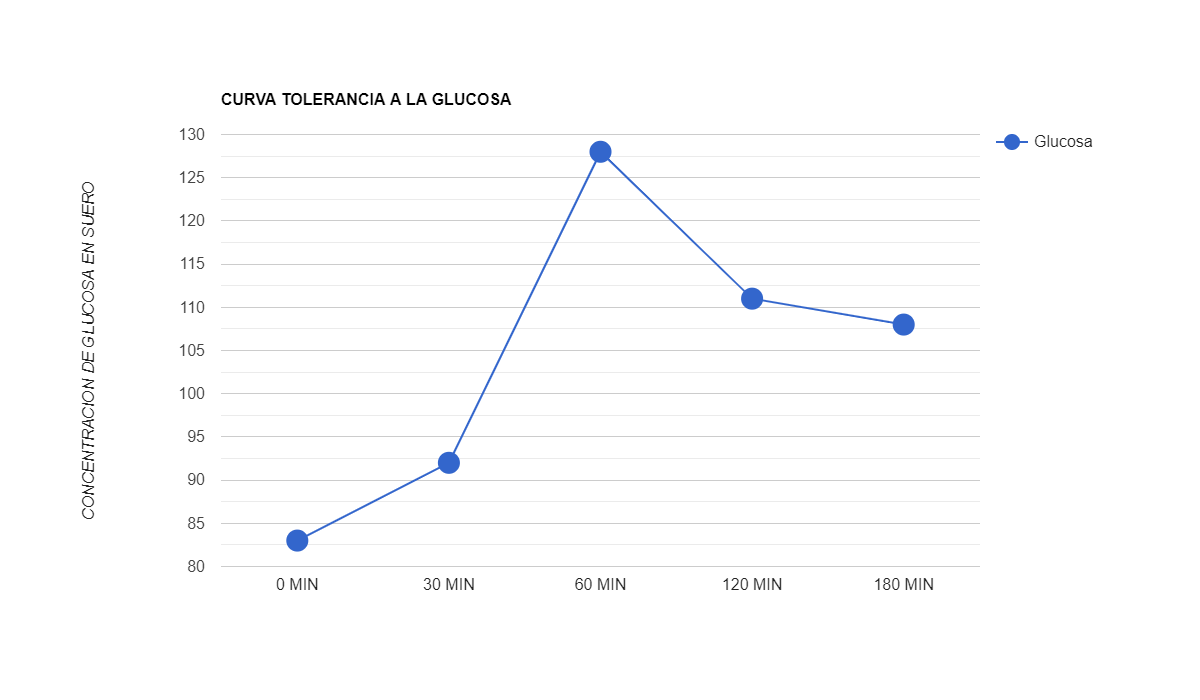 CURVA TOLERANCIA A LA GLUCOSA
Glucosa
CONCENTRACION DE GLUCOSA EN SUERO
130
125
120
115
110
105
100
95
90
85
80
0 MIN
30 MIN
60 MIN
120 MIN
180 MIN